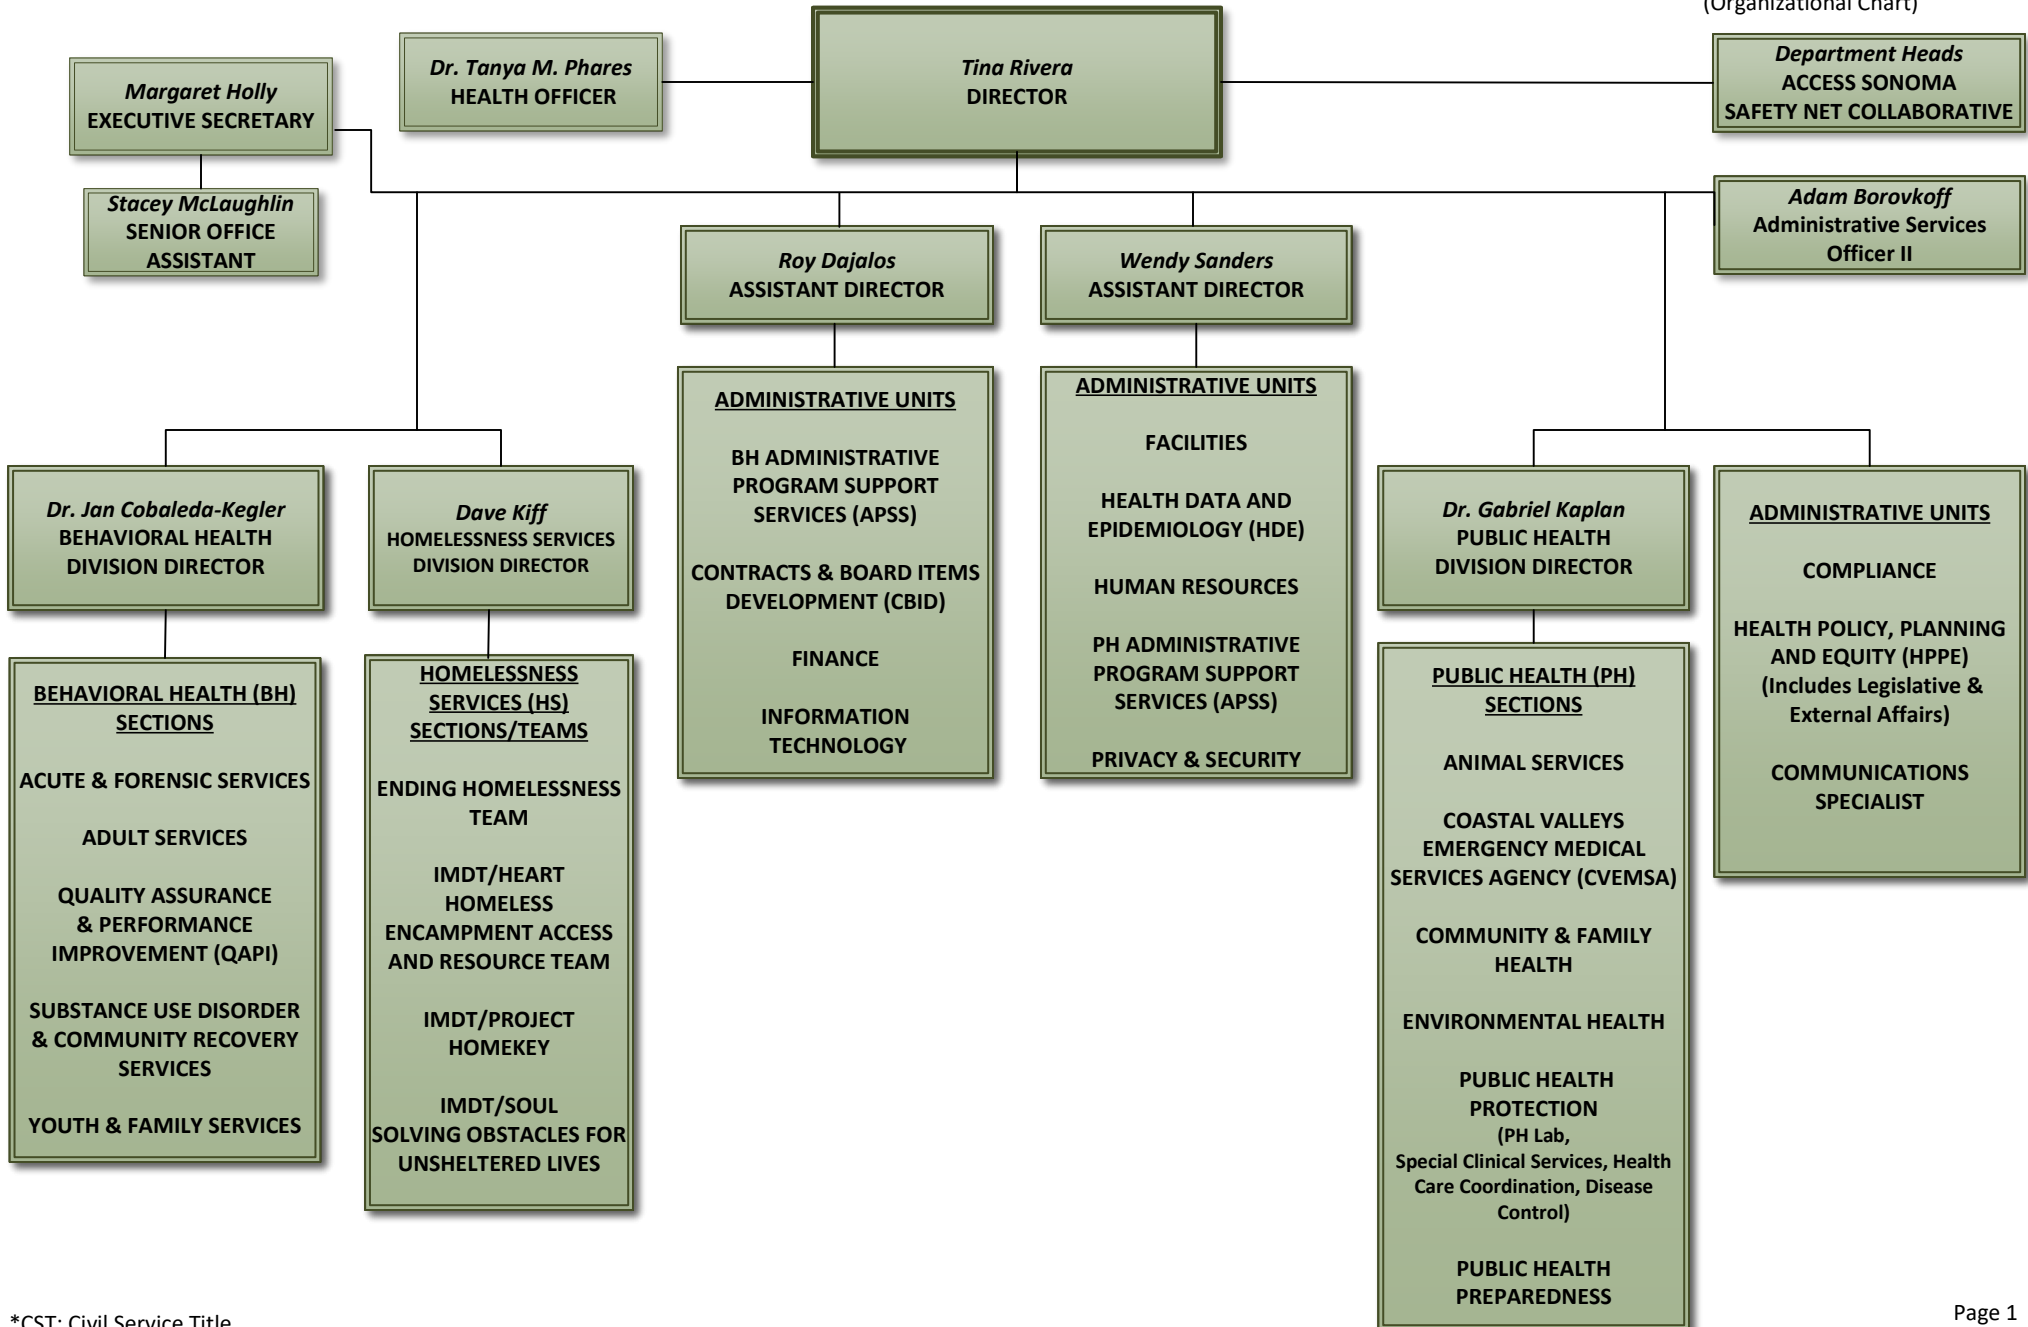 (Organizational Chart)
Margaret Holly
EXECUTIVE SECRETARY
Stacey McLaughlin
SENIOR OFFICE
ASSISTANT
Dr. Tanya M. Phares
HEALTH OFFICER
Tina Rivera
DIRECTOR
Department Heads
ACCESS SONOMA
SAFETY NET COLLABORATIVE
Adam Borovkoff
Administrative Services
Officer II
Roy Dajalos
ASSISTANT DIRECTOR
Wendy Sanders
ASSISTANT DIRECTOR
Dr. Jan Cobaleda-Kegler
BEHAVIORAL HEALTH
DIVISION DIRECTOR
Dave Kiff
HOMELESSNESS SERVICES
DIVISION DIRECTOR
ADMINISTRATIVE UNITS
BH ADMINISTRATIVE
PROGRAM SUPPORT
SERVICES (APSS)
CONTRACTS & BOARD ITEMS
DEVELOPMENT (CBID)
FINANCE
INFORMATION
TECHNOLOGY
ADMINISTRATIVE UNITS
FACILITIES
HEALTH DATA AND
EPIDEMIOLOGY (HDE)
HUMAN RESOURCES
PH ADMINISTRATIVE
PROGRAM SUPPORT
SERVICES (APSS)
PRIVACY & SECURITY
Dr. Gabriel Kaplan
PUBLIC HEALTH
DIVISION DIRECTOR
ADMINISTRATIVE UNITS
COMPLIANCE
HEALTH POLICY, PLANNING
AND EQUITY (HPPE)
(Includes Legislative &
External Affairs)
COMMUNICATIONS
SPECIALIST
BEHAVIORAL HEALTH (BH)
SECTIONS
ACUTE & FORENSIC SERVICES
ADULT SERVICES
QUALITY ASSURANCE
& PERFORMANCE
IMPROVEMENT (QAPI)
SUBSTANCE USE DISORDER
& COMMUNITY RECOVERY
SERVICES
YOUTH & FAMILY SERVICES
HOMELESSNESS
SERVICES (HS)
SECTIONS/TEAMS
ENDING HOMELESSNESS
TEAM
IMDT/HEART
HOMELESS
ENCAMPMENT ACCESS
AND RESOURCE TEAM
IMDT/PROJECT
HOMEKEY
IMDT/SOUL
SOLVING OBSTACLES FOR
UNSHELTERED LIVES
PUBLIC HEALTH (PH)
SECTIONS
ANIMAL SERVICES
COASTAL VALLEYS
EMERGENCY MEDICAL
SERVICES AGENCY (CVEMSA)
COMMUNITY & FAMILY
HEALTH
ENVIRONMENTAL HEALTH
PUBLIC HEALTH
PROTECTION
(PH Lab,
Special Clinical Services, Health
Care Coordination, Disease
Control)
PUBLIC HEALTH
PREPAREDNESS
*CST: Civil Service Title
Page 1